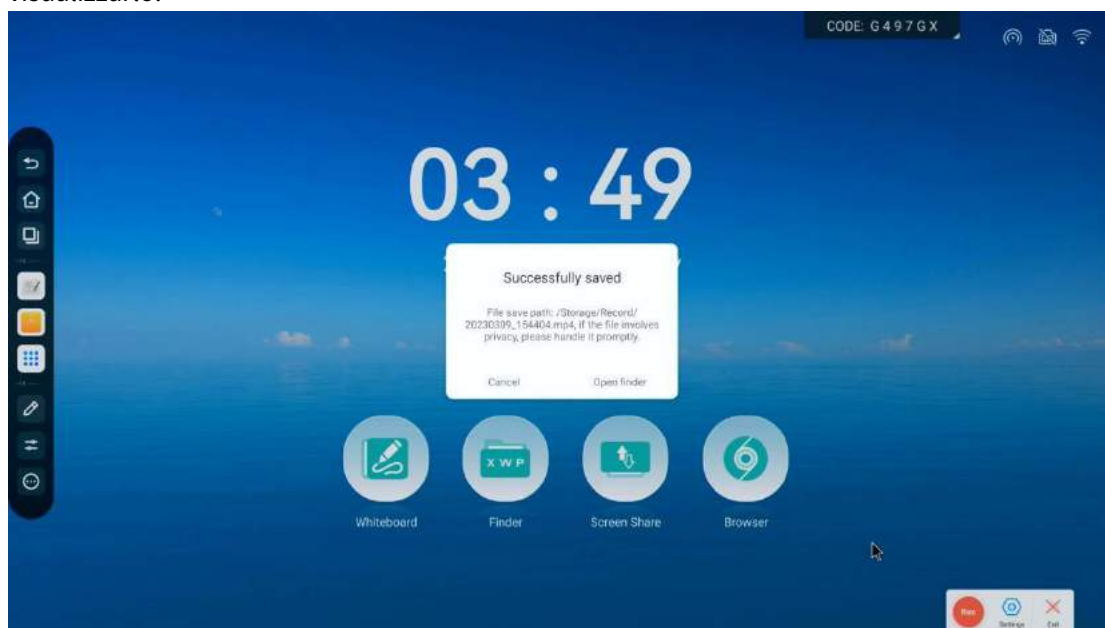 CODE: G497GX
03 : 49
Successfully saved
File save path: /Storage/Record/
20230309_154404.mp4, if the file involves
privacy, please handle it promptly.
Cancel
Open finder
X W P
Whiteboard
Finder
Screen Share
Browser
Rec
Settings
Exit